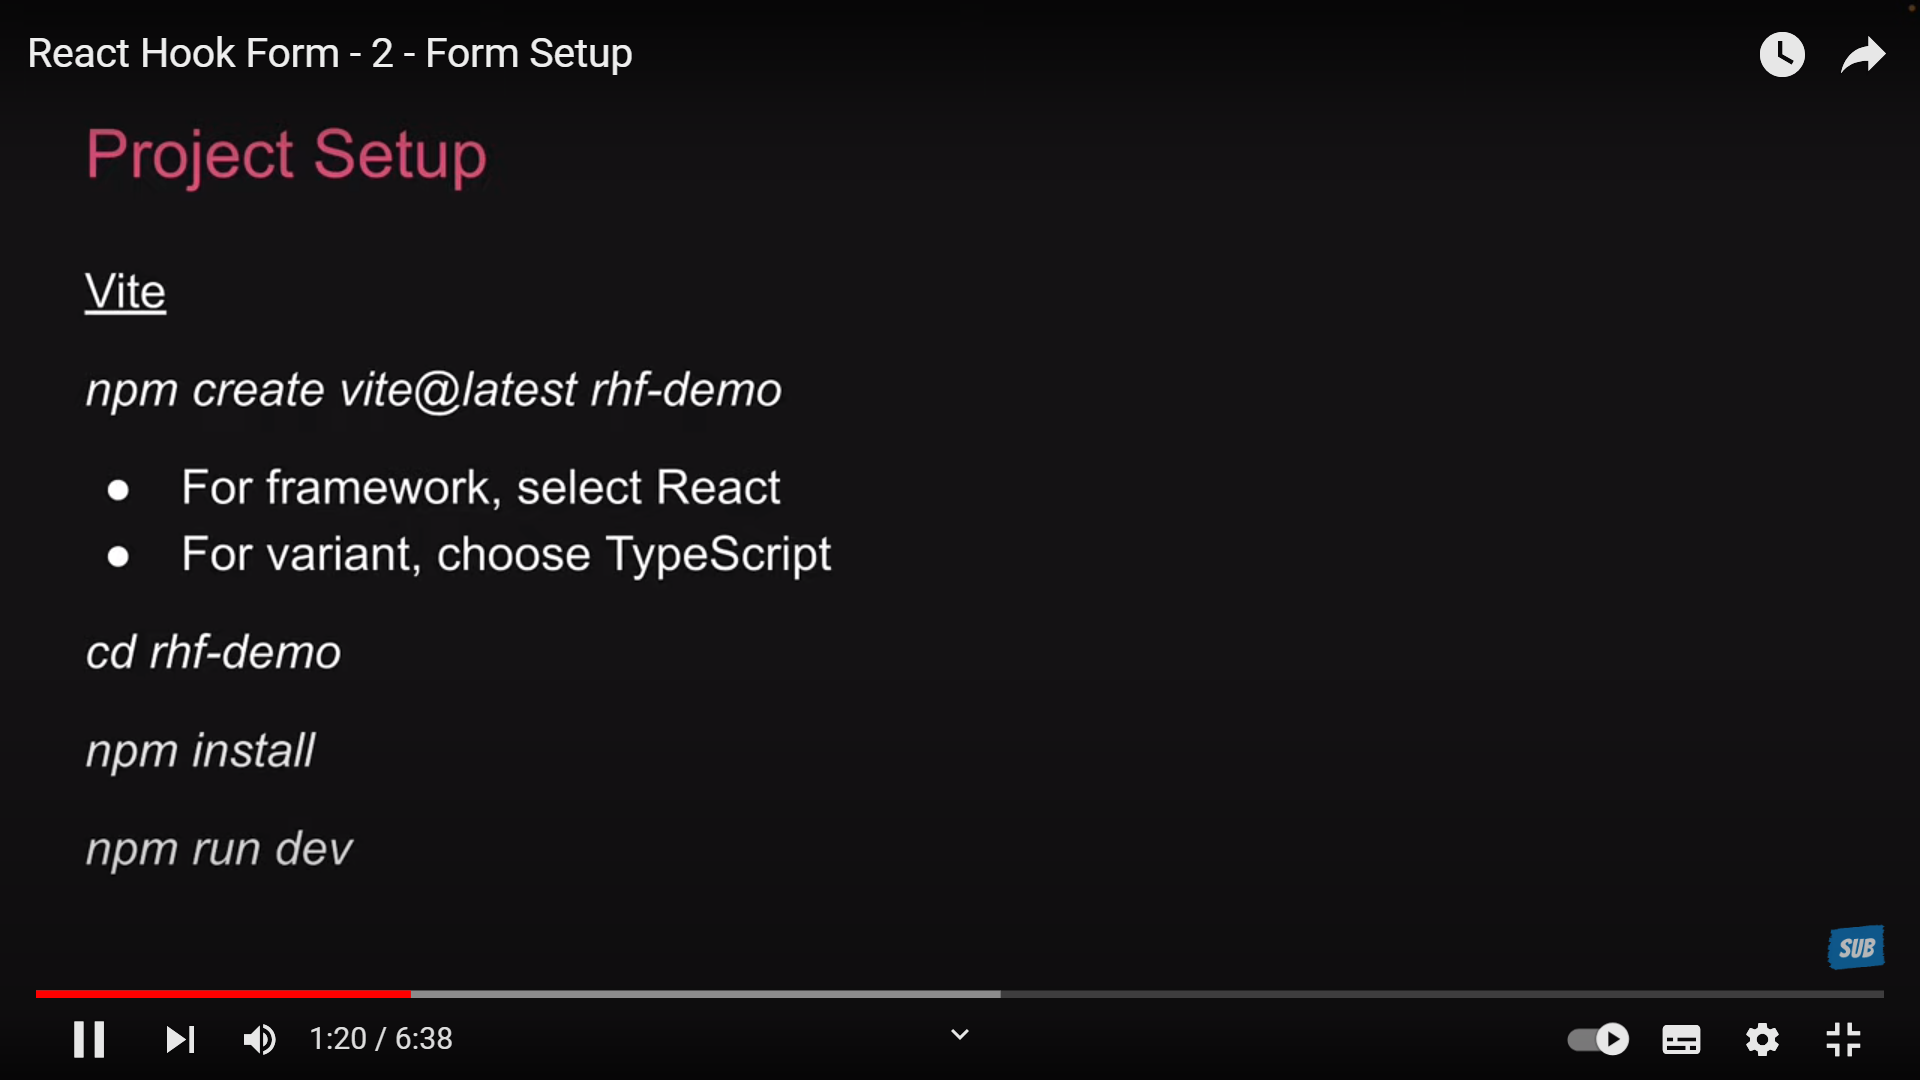 React Hook Form - 2 - Form Setup
Project Setup
Vite
npm create vite@latest rhf-demo
● For framework, select React
● For variant, choose TypeScript
cd rhf-demo
npm install
npm run dev
SUB
1:20 / 6:38